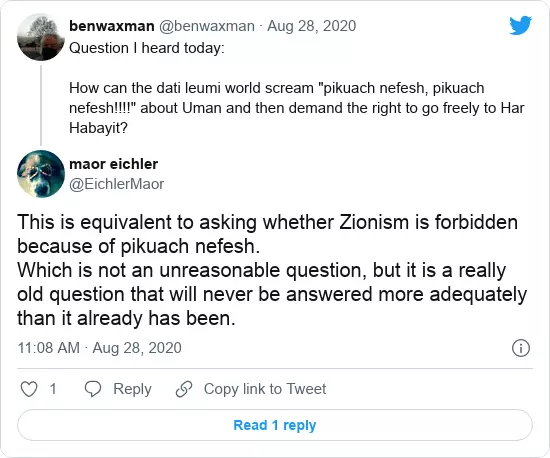 benwaxman @benwaxman · Aug 28, 2020
Question I heard today:
How can the dati leumi world scream "pikuach nefesh, pikuach
nefesh!!!!" about Uman and then demand the right to go freely to Har
Habayit?
maor eichler
@EichlerMaor
This is equivalent to asking whether Zionism is forbidden
because of pikuach nefesh.
Which is not an unreasonable question, but it is a really
old question that will never be answered more adequately
than it already has been.
11:08 AM · Aug 28, 2020
1 Reply Copy link to Tweet
Read 1 reply